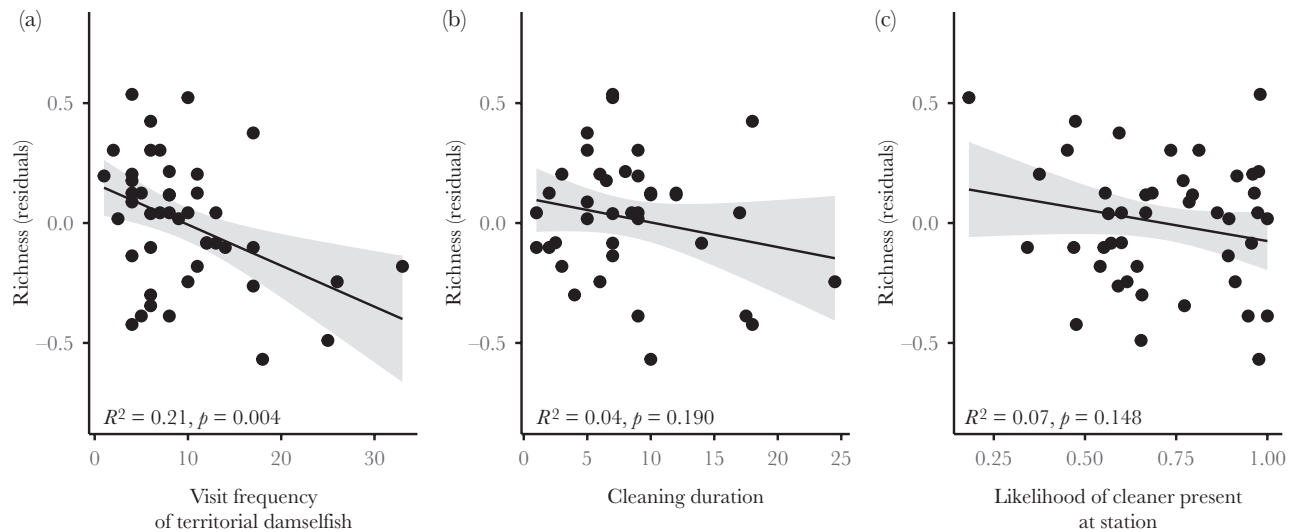 (a)
Richness (residuals)
0.5
0.0
−0.5
R² = 0.21, p = 0.004
0 10 20 30
Visit frequency
of territorial damselfish
(b)
Richness (residuals)
0.5
0.0
−0.5
R² = 0.04, p = 0.190
0 5 10 15 20 25
Cleaning duration
(c)
Richness (residuals)
0.5
0.0
−0.5
R² = 0.07, p = 0.148
0.25 0.50 0.75 1.00
Likelihood of cleaner present
at station